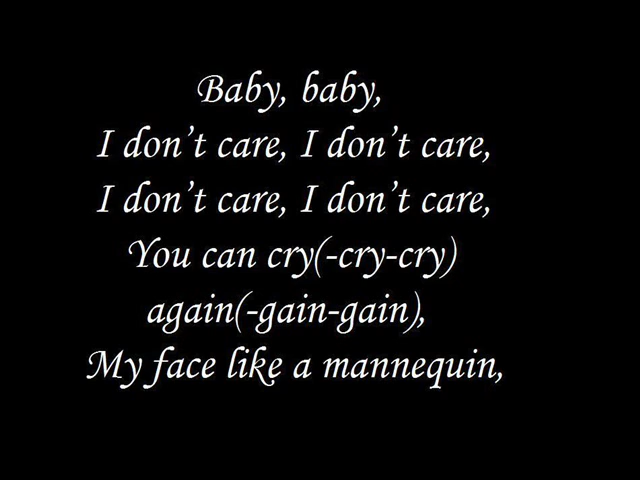 Baby, baby,
I don’t care, I don’t care,
I don’t care, I don’t care,
You can cry(-cry-cry)
again(-gain-gain),
My face like a mannequin,